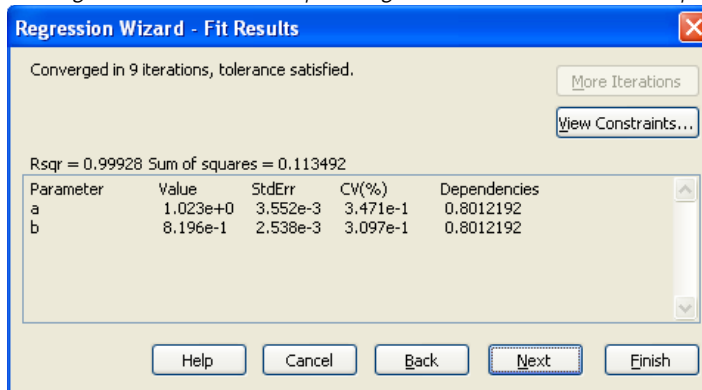 Regression Wizard - Fit Results
Converged in 9 iterations, tolerance satisfied.
More Iterations
View Constraints...
Rsqr = 0.99928 Sum of squares = 0.113492
Parameter Value StdErr CV(%) Dependencies
a 1.023e+0 3.552e-3 3.471e-1 0.8012192
b 8.196e-1 2.538e-3 3.097e-1 0.8012192
Help Cancel Back Next Finish